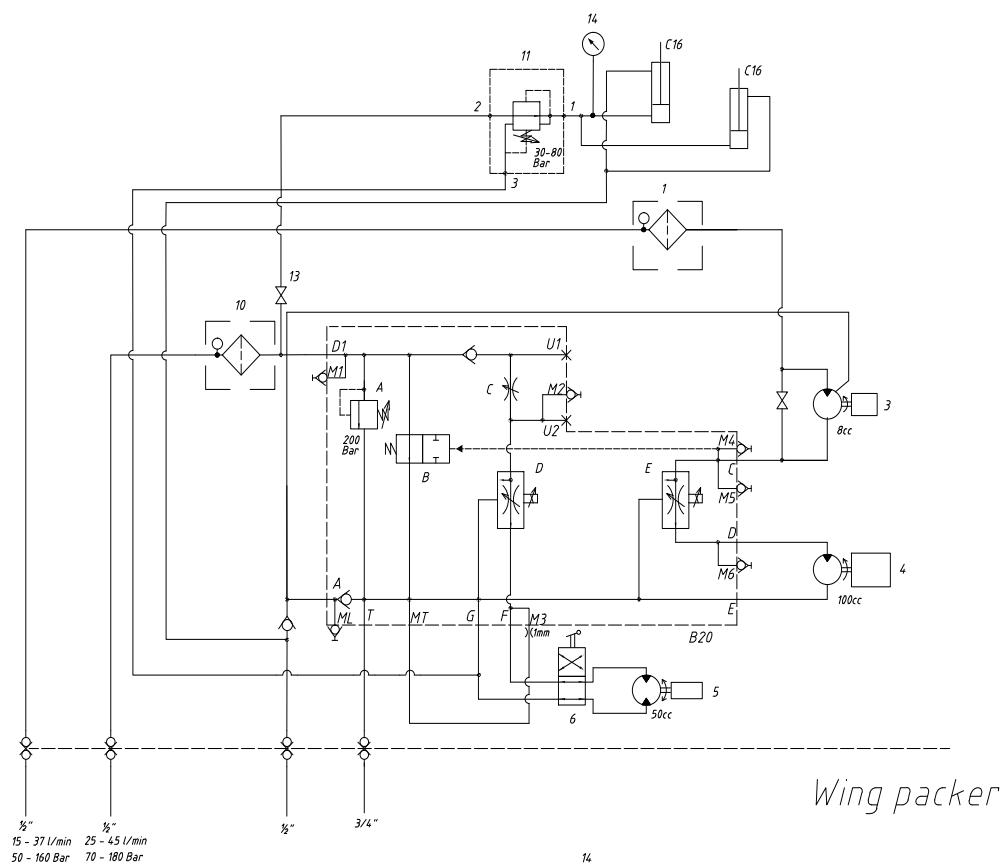 14
C16
C16
11
2
1
30-80
Bar
3
1
13
10
D1
U1
M1
A
C
M2
3
200
Bar
U2
8cc
M4
B
D
E
C
M5
D
M6
4
A
100cc
ML
T
MT
G
F
M3
E
1mm
B20
5
6
50cc
Wing packer
½"
½"
½"
3/4"
15 - 37 l/min
25 - 45 l/min
50 - 160 Bar
70 - 180 Bar
14